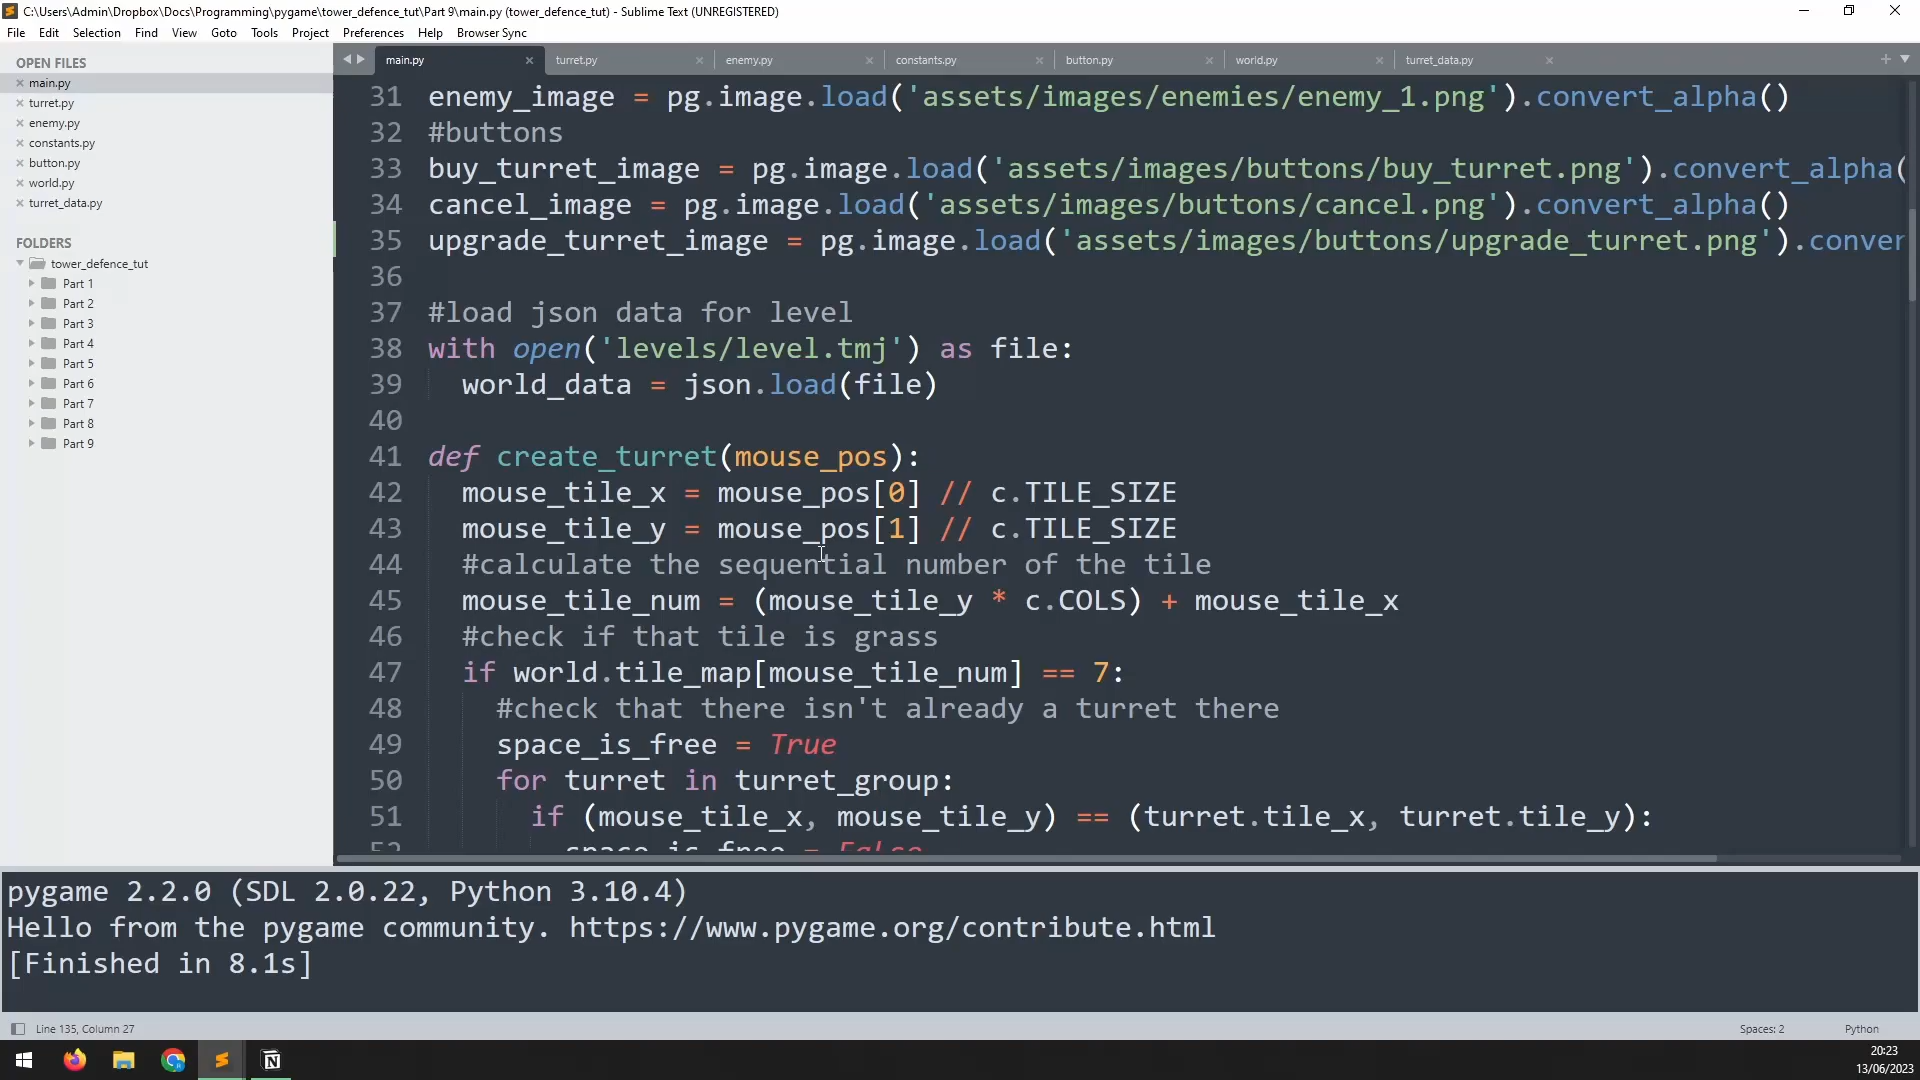 C:\Users\Admin\Dropbox\Docs\Programming\pygame\tower_defence_tut\Part 9\main.py (tower_defence_tut) - Sublime Text (UNREGISTERED)
File Edit Selection Find View Goto Tools Project Preferences Help Browser Sync
OPEN FILES
main.py
turret.py
enemy.py
constants.py
button.py
world.py
turret_data.py
FOLDERS
tower_defence_tut
Part 1
Part 2
Part 3
Part 4
Part 5
Part 6
Part 7
Part 8
Part 9
main.py turret.py enemy.py constants.py button.py world.py turret_data.py
31 enemy_image = pg.image.load('assets/images/enemies/enemy_1.png').convert_alpha()
32 #buttons
33 buy_turret_image = pg.image.load('assets/images/buttons/buy_turret.png').convert_alpha(
34 cancel_image = pg.image.load('assets/images/buttons/cancel.png').convert_alpha()
35 upgrade_turret_image = pg.image.load('assets/images/buttons/upgrade_turret.png').conver
36
37 #load json data for level
38 with open('levels/level.tmj') as file:
39 world_data = json.load(file)
40
41 def create_turret(mouse_pos):
42 mouse_tile_x = mouse_pos[0] // c.TILE_SIZE
43 mouse_tile_y = mouse_pos[1] // c.TILE_SIZE
44 #calculate the sequential number of the tile
45 mouse_tile_num = (mouse_tile_y * c.COLS) + mouse_tile_x
46 #check if that tile is grass
47 if world.tile_map[mouse_tile_num] == 7:
48 #check that there isn't already a turret there
49 space_is_free = True
50 for turret in turret_group:
51 if (mouse_tile_x, mouse_tile_y) == (turret.tile_x, turret.tile_y):
52 space_is_free = False
pygame 2.2.0 (SDL 2.0.22, Python 3.10.4)
Hello from the pygame community. https://www.pygame.org/contribute.html
[Finished in 8.1s]
Line 135, Column 27
Spaces: 2
Python
20:23
13/06/2023